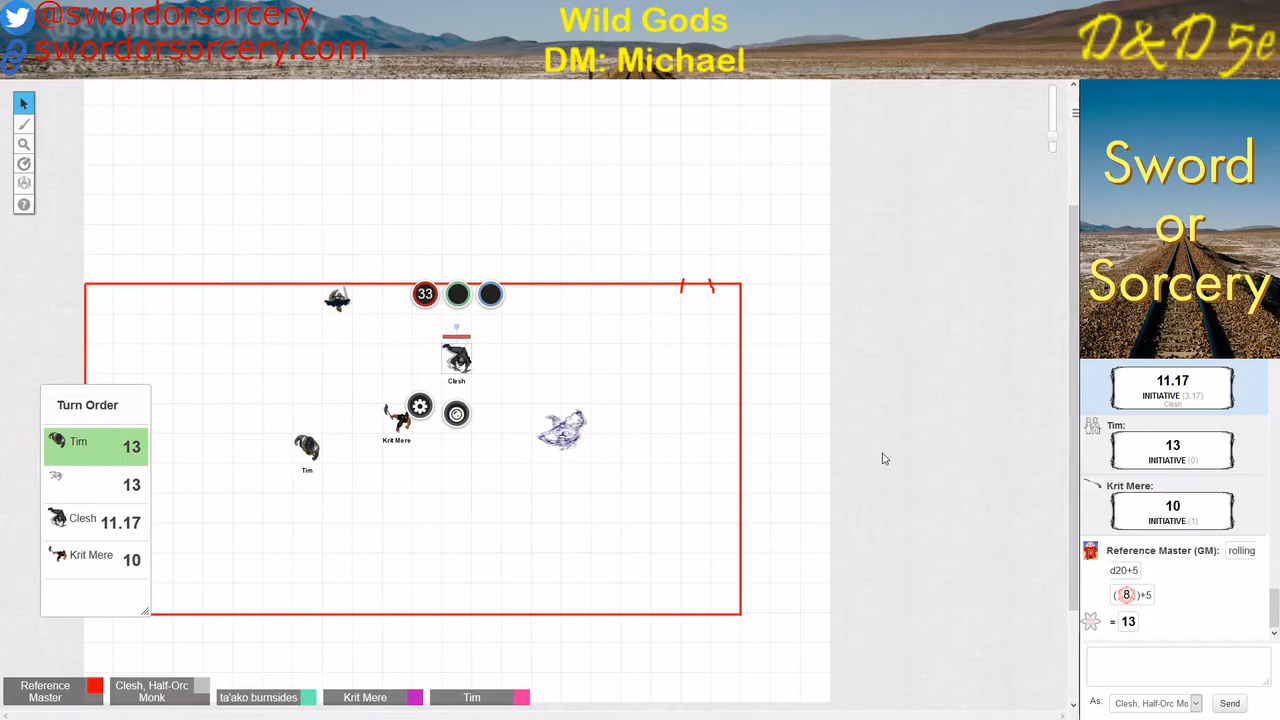 @swordorsorcery
swordorsorcery.com
Wild Gods
DM: Michael
D&D 5e
Sword
or
Sorcery
33
Clesh
Krit Mere
Tim
Turn Order
Tim 13
13
Clesh 11.17
Krit Mere 10
11.17
INITIATIVE (3.17)
Clesh
Tim:
13
INITIATIVE (0)
Krit Mere:
10
INITIATIVE (1)
Reference Master (GM): rolling
d20+5
(8)+5
= 13
As: Clesh, Half-Orc Mo Send
Reference
Master
Clesh, Half-Orc
Monk
ta'ako burnsides
Krit Mere
Tim